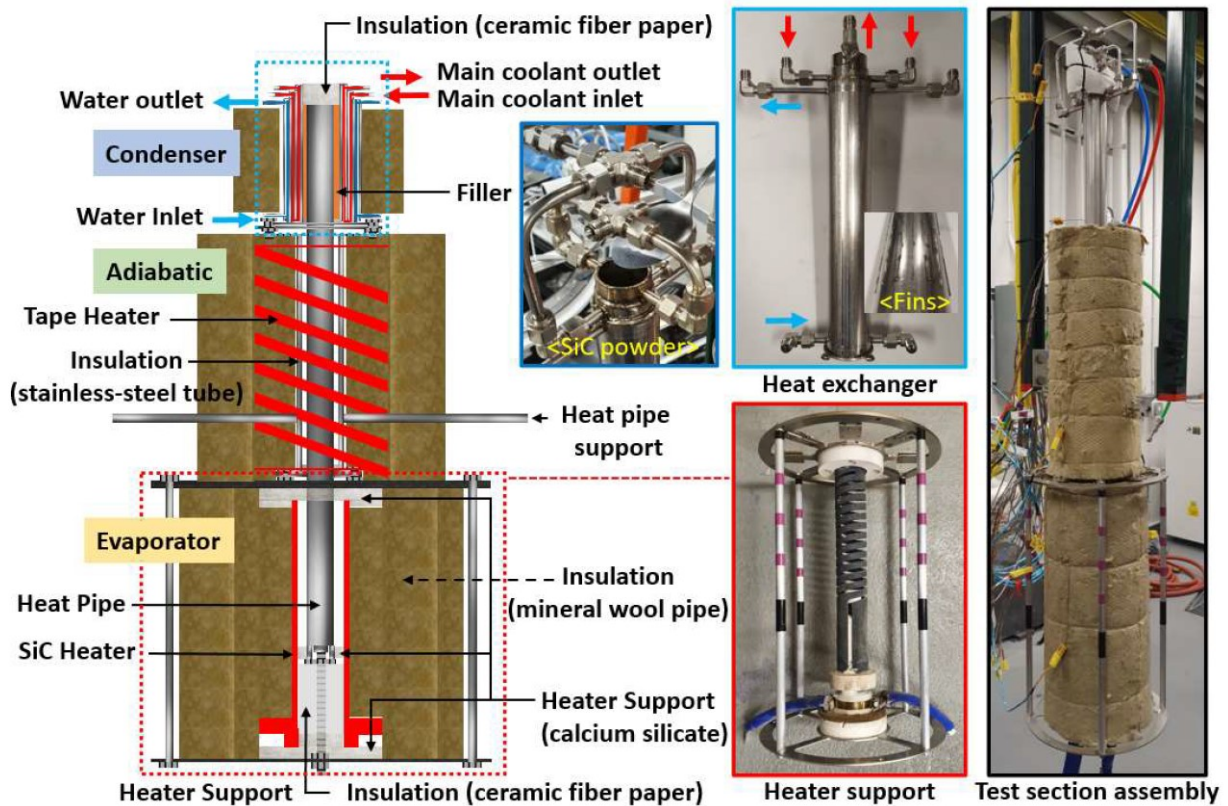 Insulation (ceramic fiber paper)
Main coolant outlet
Main coolant inlet
Water outlet
Condenser
Filler
Water Inlet
Adiabatic
Tape Heater
Insulation
(stainless-steel tube)
Heat pipe
support
Evaporator
Insulation
(mineral wool pipe)
Heat Pipe
SiC Heater
Heater Support
(calcium silicate)
Heater Support
Insulation (ceramic fiber paper)
<SiC powder>
<Fins>
Heat exchanger
Heater support
Test section assembly